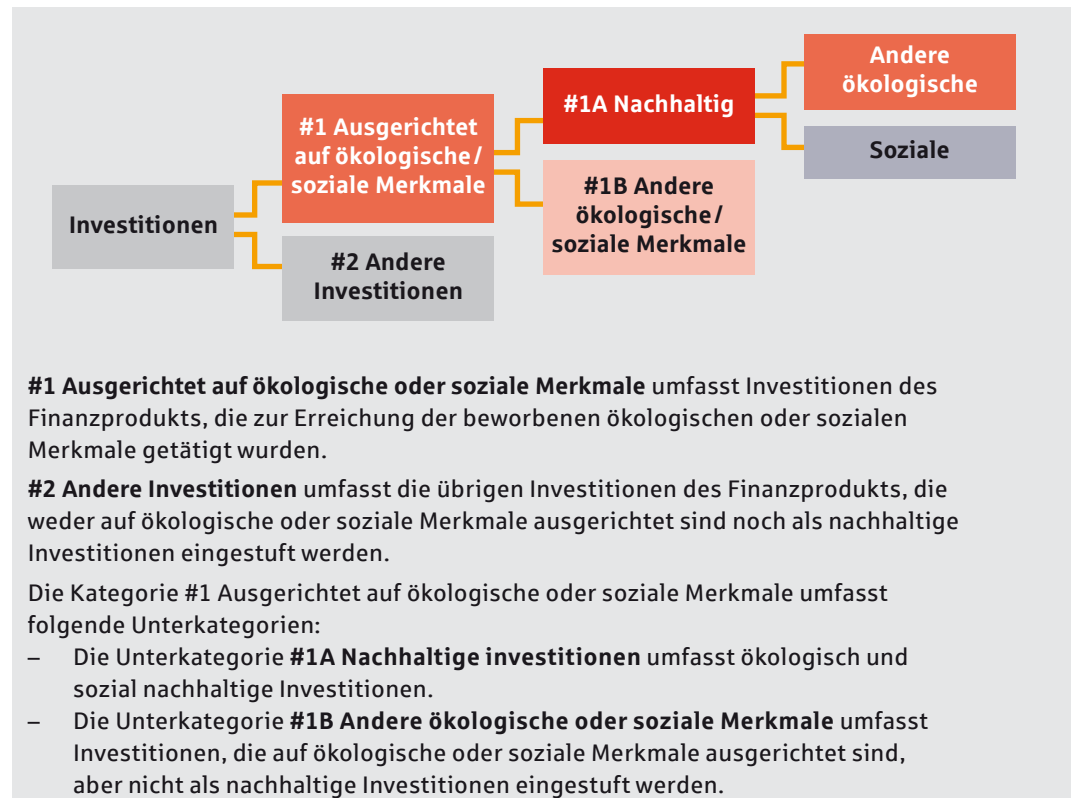 Andere
ökologische
#1A Nachhaltig
#1 Ausgerichtet
auf ökologische/
soziale Merkmale
Soziale
#1B Andere
ökologische/
soziale Merkmale
Investitionen
#2 Andere
Investitionen
#1 Ausgerichtet auf ökologische oder soziale Merkmale umfasst Investitionen des
Finanzprodukts, die zur Erreichung der beworbenen ökologischen oder sozialen
Merkmale getätigt wurden.
#2 Andere Investitionen umfasst die übrigen Investitionen des Finanzprodukts, die
weder auf ökologische oder soziale Merkmale ausgerichtet sind noch als nachhaltige
Investitionen eingestuft werden.
Die Kategorie #1 Ausgerichtet auf ökologische oder soziale Merkmale umfasst
folgende Unterkategorien:
– Die Unterkategorie #1A Nachhaltige investitionen umfasst ökologisch und
sozial nachhaltige Investitionen.
– Die Unterkategorie #1B Andere ökologische oder soziale Merkmale umfasst
Investitionen, die auf ökologische oder soziale Merkmale ausgerichtet sind,
aber nicht als nachhaltige Investitionen eingestuft werden.